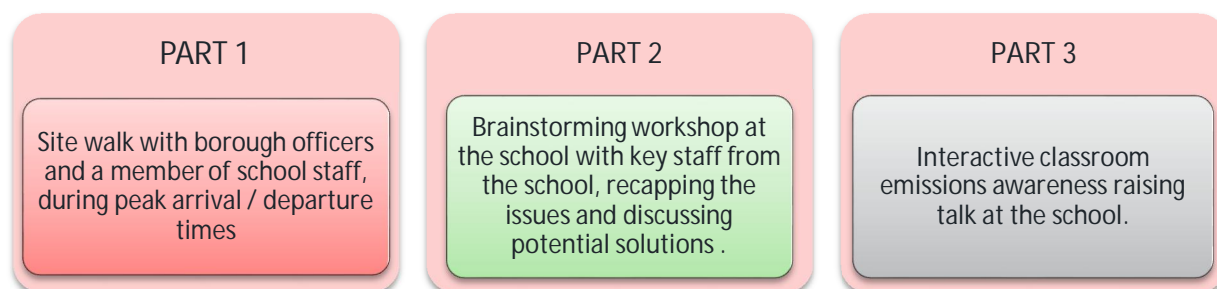 PART 1
Site walk with borough officers
and a member of school staff,
during peak arrival / departure
times
PART 2
Brainstorming workshop at
the school with key staff from
the school, recapping the
issues and discussing
potential solutions .
PART 3
Interactive classroom
emissions awareness raising
talk at the school.